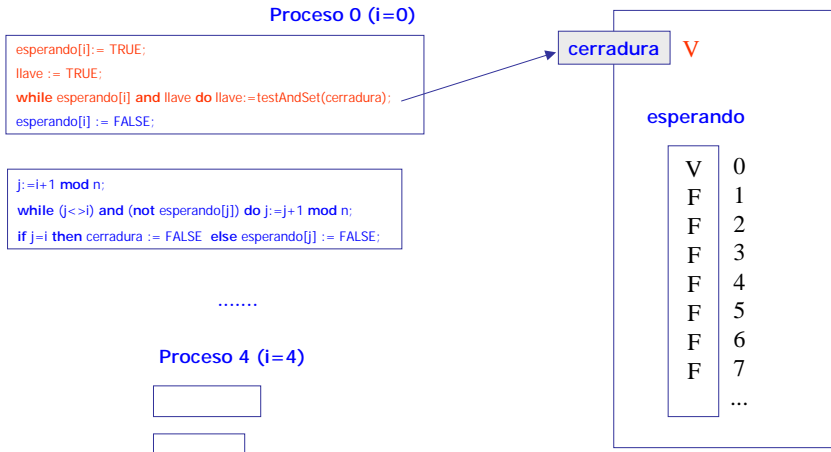 Proceso 0 (i=0)
esperando[i]:= TRUE;
llave := TRUE;
while esperando[i] and llave do llave:=testAndSet(cerradura);
esperando[i] := FALSE;
j:=i+1 mod n;
while (j<>i) and (not esperando[j]) do j:=j+1 mod n;
if j=i then cerradura := FALSE else esperando[j] := FALSE;
.......
Proceso 4 (i=4)
cerradura V
esperando
V 0
F 1
F 2
F 3
F 4
F 5
F 6
F 7
...